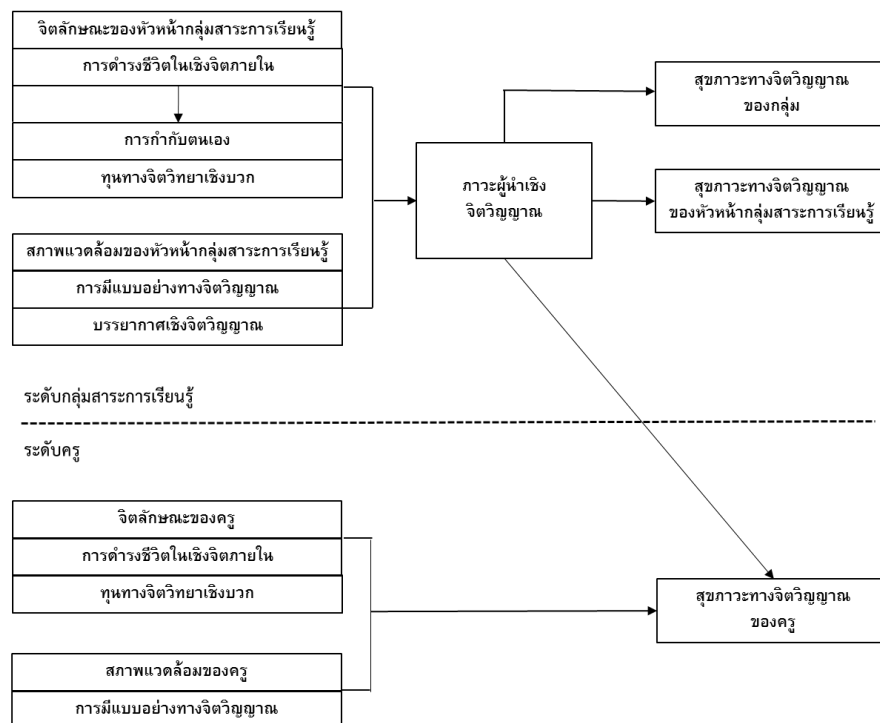 จิตลักษณะของหัวหน้ากลุ่มสาระการเรียนรู้
การดำรงชีวิตในเชิงจิตภายใน
การกำกับตนเอง
ทุนทางจิตวิทยาเชิงบวก
สภาพแวดล้อมของหัวหน้ากลุ่มสาระการเรียนรู้
การมีแบบอย่างทางจิตวิญญาณ
บรรยากาศเชิงจิตวิญญาณ
ภาวะผู้นำเชิง
จิตวิญญาณ
สุขภาวะทางจิตวิญญาณ
ของกลุ่ม
สุขภาวะทางจิตวิญญาณ
ของหัวหน้ากลุ่มสาระการเรียนรู้
ระดับกลุ่มสาระการเรียนรู้
ระดับครู
จิตลักษณะของครู
การดำรงชีวิตในเชิงจิตภายใน
ทุนทางจิตวิทยาเชิงบวก
สภาพแวดล้อมของครู
การมีแบบอย่างทางจิตวิญญาณ
สุขภาวะทางจิตวิญญาณ
ของครู